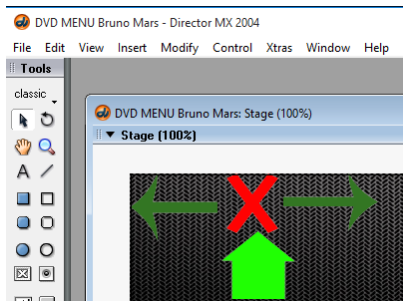 DVD MENU Bruno Mars - Director MX 2004
File Edit View Insert Modify Control Xtras Window Help
Tools
classic
DVD MENU Bruno Mars: Stage (100%)
Stage (100%)
A
X